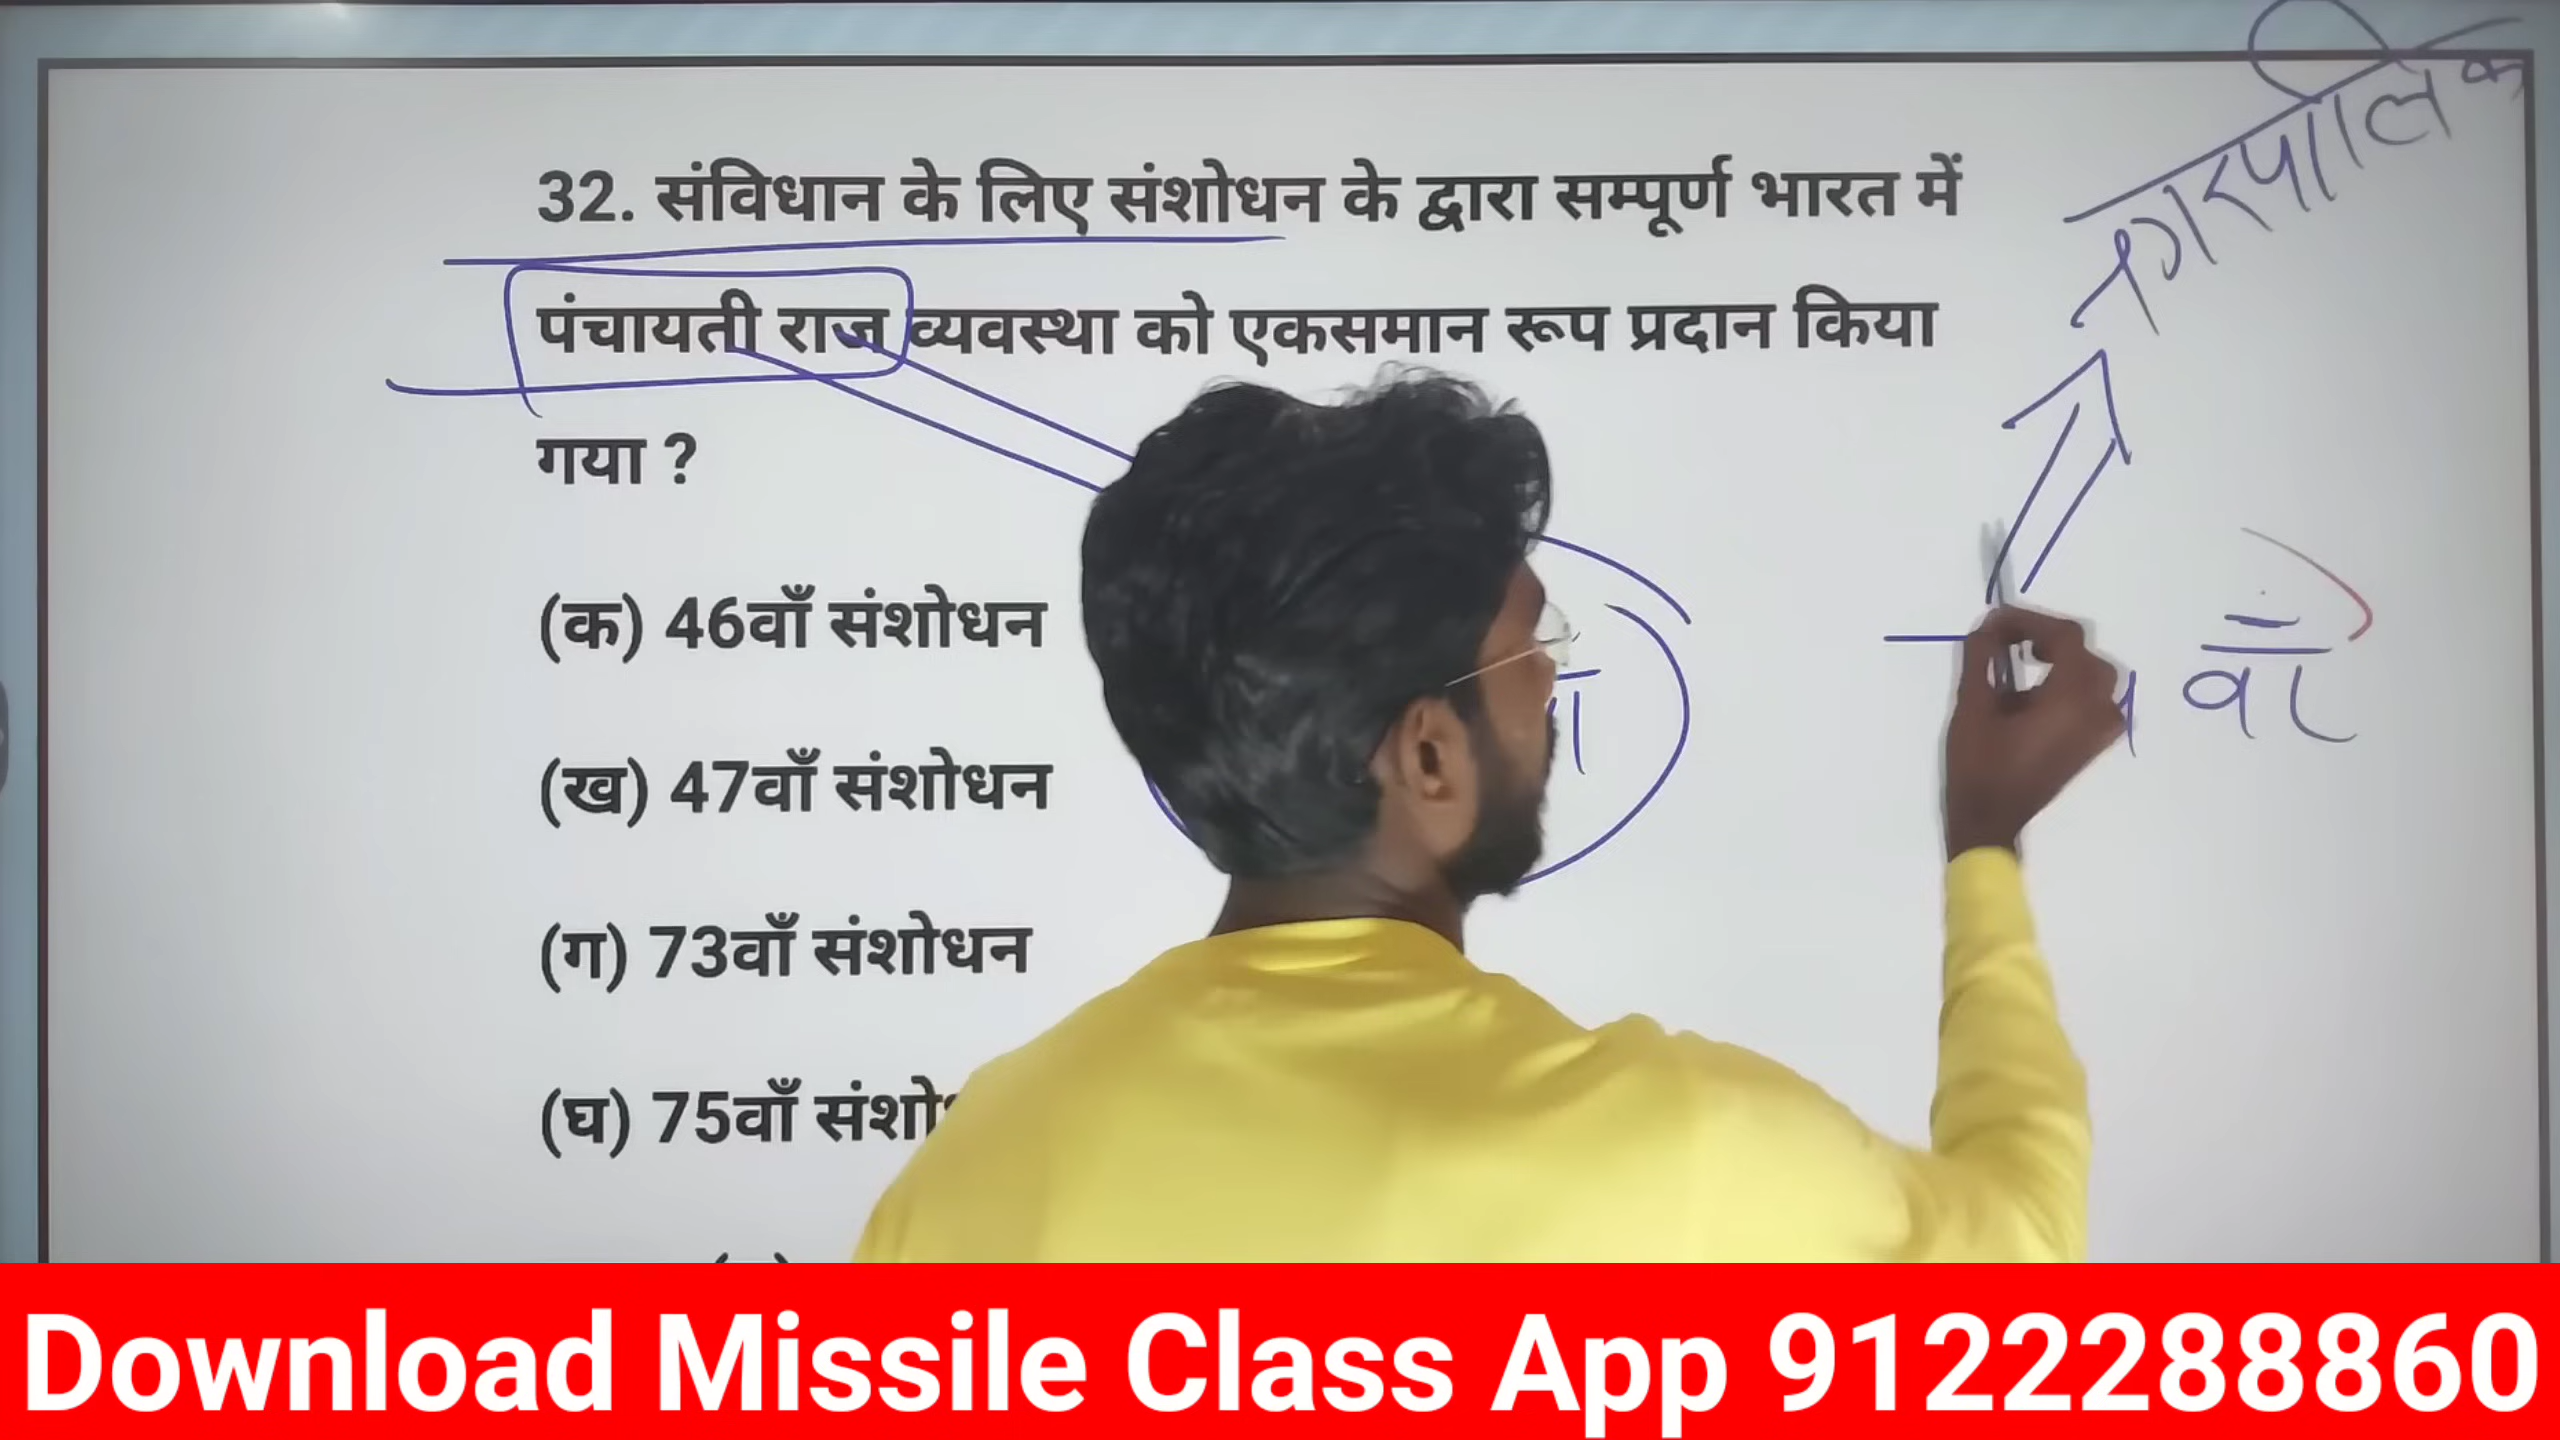 32. संविधान के लिए संशोधन के द्वारा सम्पूर्ण भारत में
पंचायती राज व्यवस्था को एकसमान रूप प्रदान किया
गया ?
(क) 46वाँ संशोधन
(ख) 47वाँ संशोधन
(ग) 73वाँ संशोधन
(घ) 75वाँ
नगरपालिक
वां
Download Missile Class App 9122288860